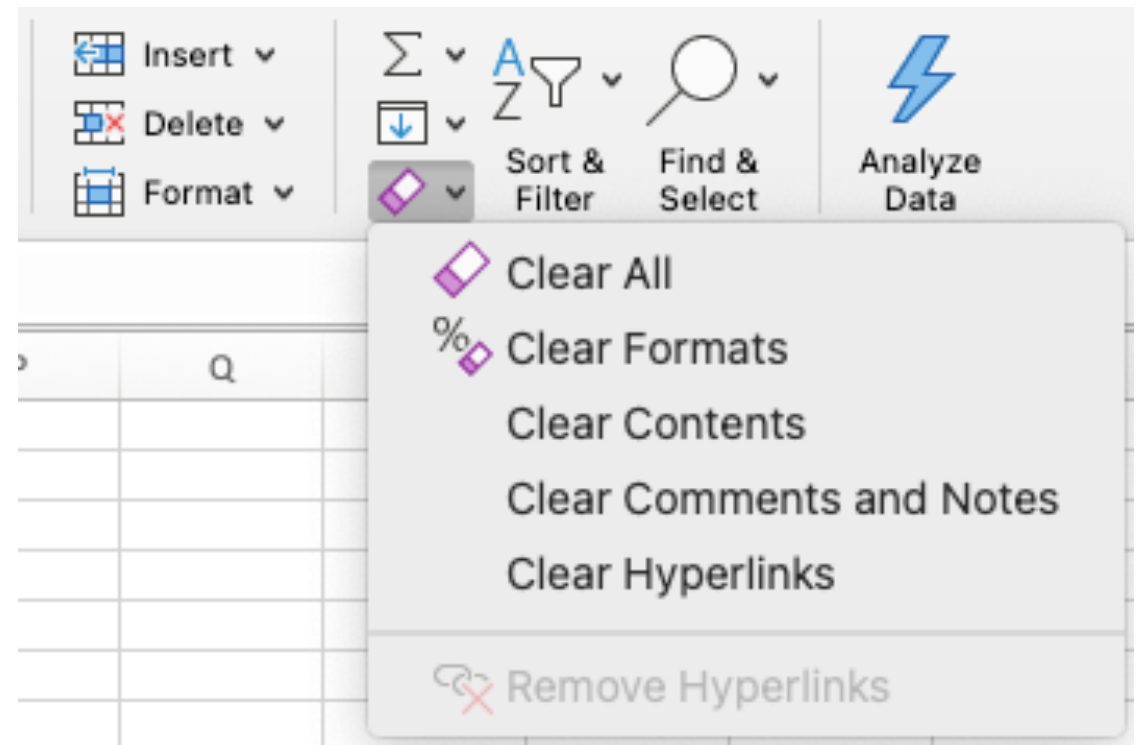 Insert
Delete
Format
Sort &
Filter
Find &
Select
Analyze
Data
Clear All
Clear Formats
Clear Contents
Clear Comments and Notes
Clear Hyperlinks
Remove Hyperlinks
Q